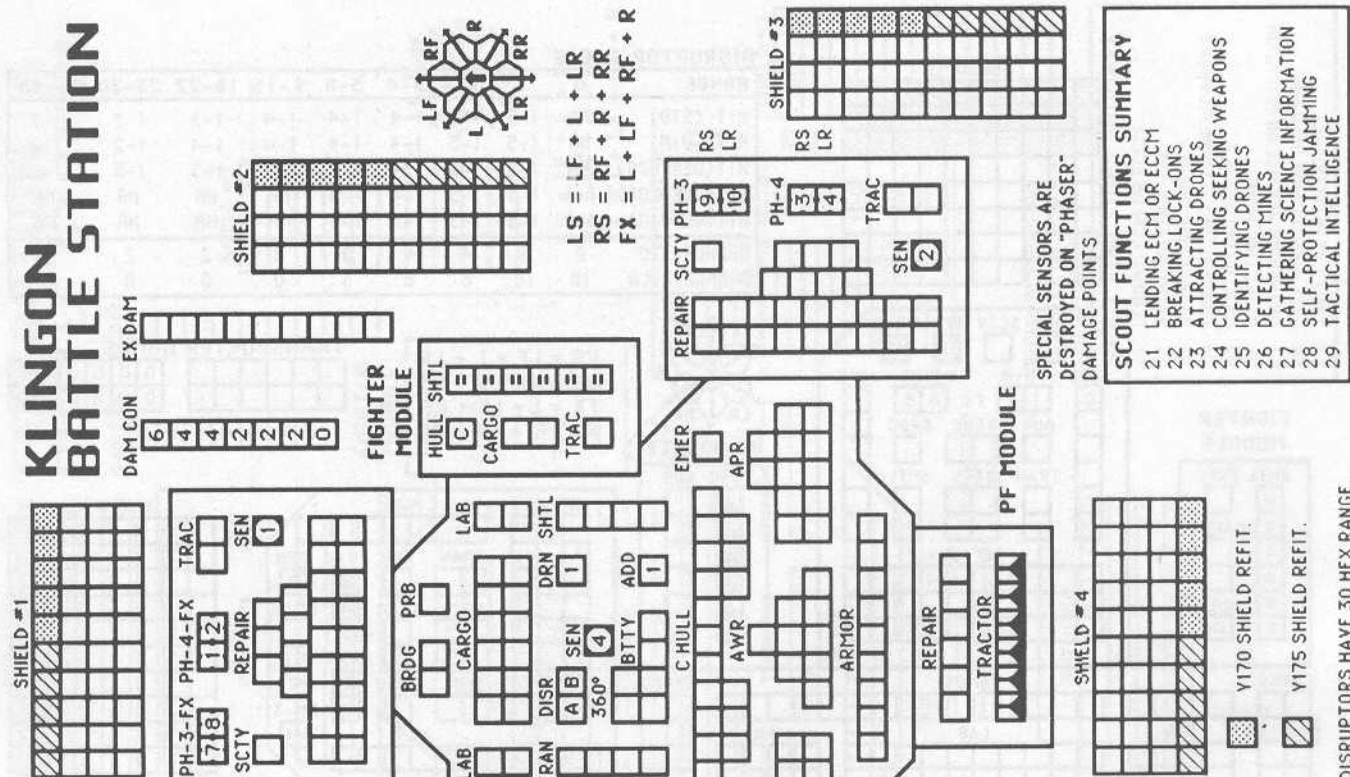 KLINGON
BATTLE STATION
SHIELD #1
DAM CON
6
4
4
2
2
2
0
EX DAM
SHIELD #2
LF
RF
L
R
LR
RR
LS = L + LF + LR
RS = RF + R + RR
FX = L + LF + RF + R
PH-3-FX
7 8
PH-4-FX
1 2
TRAC
SCTY
REPAIR
SEN
1
FIGHTER
MODULE
HULL
C
SHTL
=
=
=
=
=
=
CARGO
TRAC
REPAIR
SCTY
PH-3
9
RS
10
LR
PH-4
3
RS
4
LR
TRAC
SEN
2
SHIELD #3
BRDG
PRB
LAB
LAB
CARGO
DRN
1
SHTL
RAN
DISR
A B
360°
SEN
4
BTTY
ADD
1
C HULL
EMER
AWR
APR
ARMOR
REPAIR
TRACTOR
PF MODULE
SPECIAL SENSORS ARE
DESTROYED ON "PHASER"
DAMAGE POINTS
SCOUT FUNCTIONS SUMMARY
21 LENDING ECM OR ECCM
22 BREAKING LOCK-ONS
23 ATTRACTING DRONES
24 CONTROLLING SEEKING WEAPONS
25 IDENTIFYING DRONES
26 DETECTING MINES
27 GATHERING SCIENCE INFORMATION
28 SELF-PROTECTION JAMMING
29 TACTICAL INTELLIGENCE
SHIELD #4
Y170 SHIELD REFIT.
Y175 SHIELD REFIT.
DISRUPTORS HAVE 30 HEX RANGE